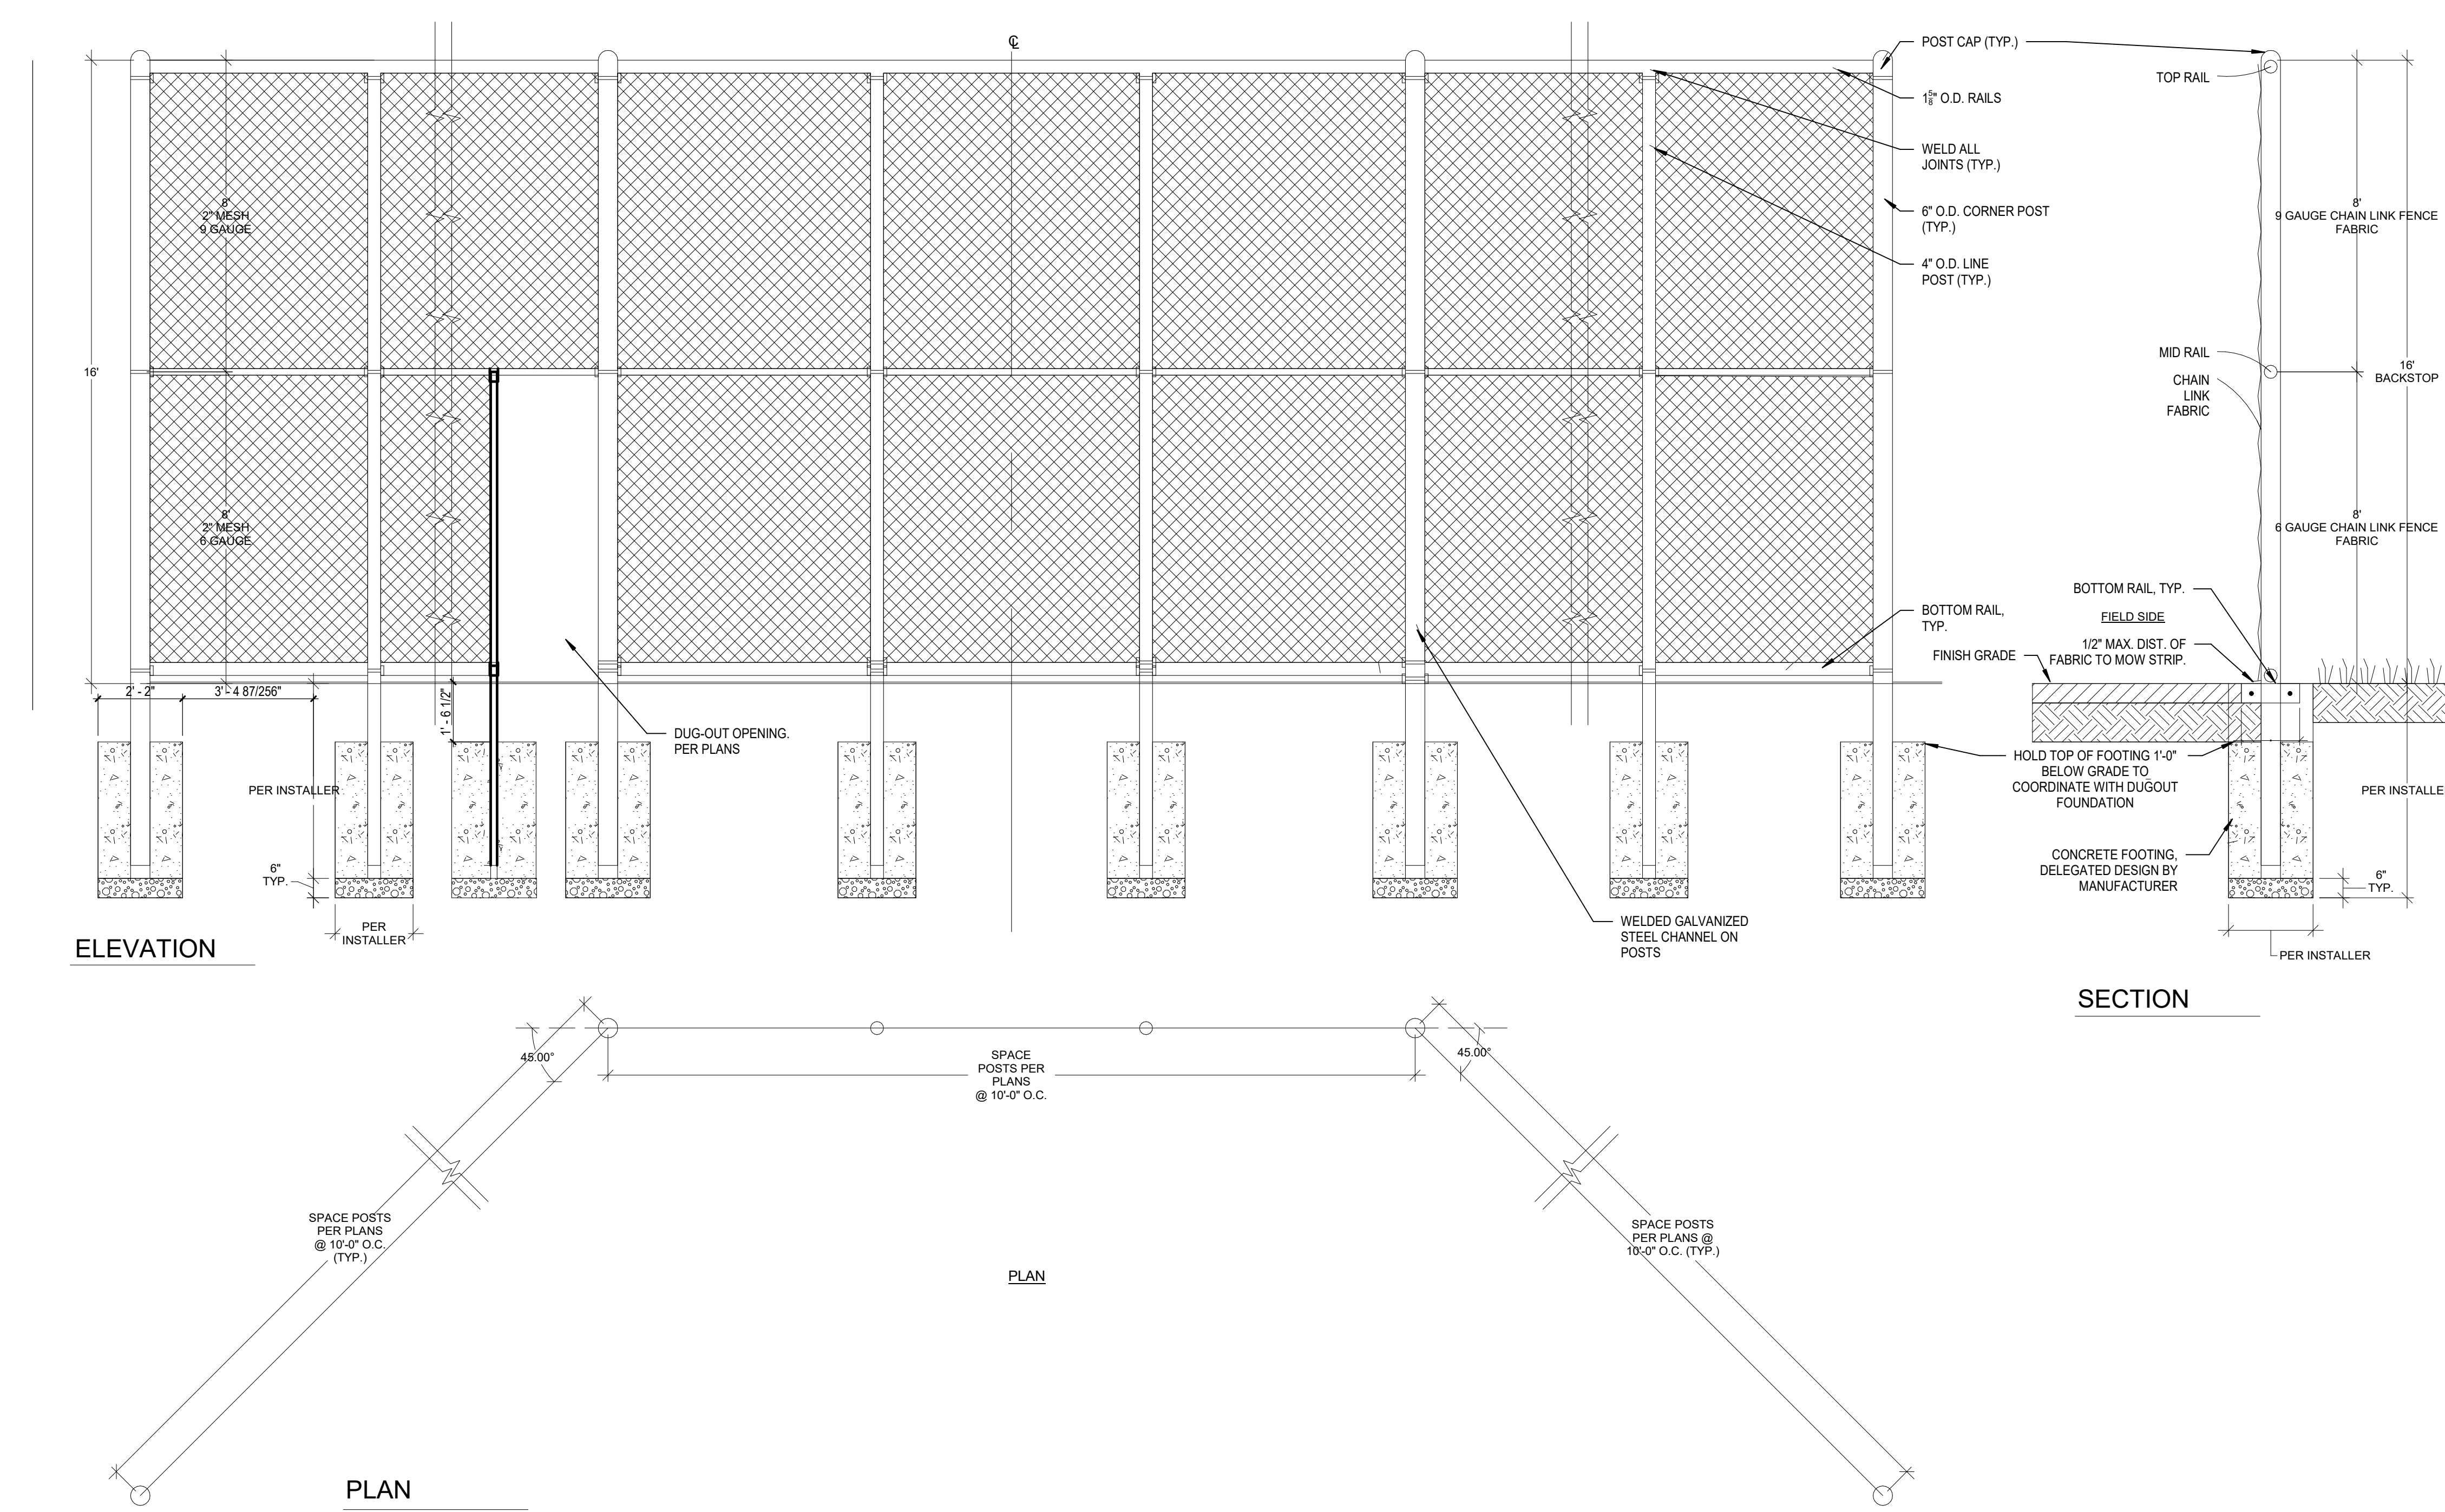 ℄
POST CAP (TYP.)
1 5/8" O.D. RAILS
WELD ALL
JOINTS (TYP.)
6" O.D. CORNER POST
(TYP.)
4" O.D. LINE
POST (TYP.)
8'
2" MESH
9 GAUGE
16'
8'
2" MESH
6 GAUGE
BOTTOM RAIL,
TYP.
2' - 2"
3' - 4 87/256"
1' - 6 1/2"
DUG-OUT OPENING.
PER PLANS
PER INSTALLER
6"
TYP.
PER
INSTALLER
WELDED GALVANIZED
STEEL CHANNEL ON
POSTS
ELEVATION
TOP RAIL
8'
9 GAUGE CHAIN LINK FENCE
FABRIC
MID RAIL
16'
BACKSTOP
CHAIN
LINK
FABRIC
8'
6 GAUGE CHAIN LINK FENCE
FABRIC
BOTTOM RAIL, TYP.
FIELD SIDE
1/2" MAX. DIST. OF
FABRIC TO MOW STRIP.
FINISH GRADE
HOLD TOP OF FOOTING 1'-0"
BELOW GRADE TO
COORDINATE WITH DUGOUT
FOUNDATION
PER INSTALLE
CONCRETE FOOTING,
DELEGATED DESIGN BY
MANUFACTURER
6"
TYP.
PER INSTALLER
SECTION
45.00°
SPACE
POSTS PER
PLANS
@ 10'-0" O.C.
45.00°
SPACE POSTS
PER PLANS
@ 10'-0" O.C.
(TYP.)
SPACE POSTS
PER PLANS @
10'-0" O.C. (TYP.)
PLAN
PLAN